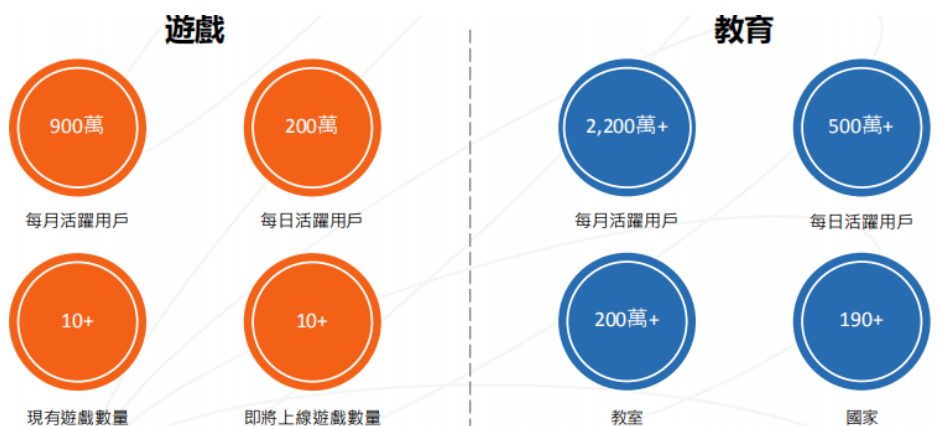 遊戲
900萬
200萬
每月活躍用戶
每日活躍用戶
10+
10+
現有遊戲數量
即將上線遊戲數量
教育
2,200萬+
500萬+
每月活躍用戶
每日活躍用戶
200萬+
190+
教室
國家